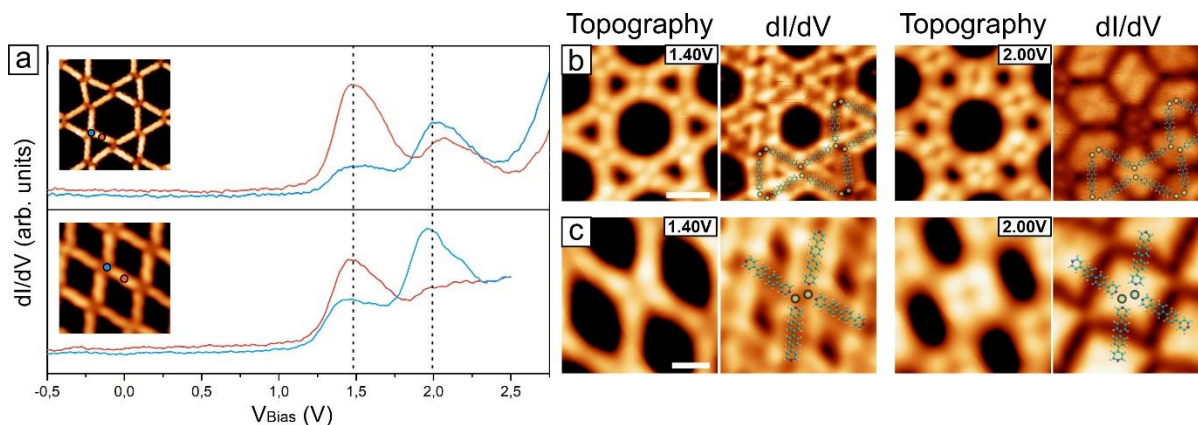 a
dI/dV (arb. units)
-0,5 0,0 0,5 1,0 1,5 2,0 2,5
VBias (V)
Topography dI/dV Topography dI/dV
b 1.40V 2.00V
c 1.40V 2.00V